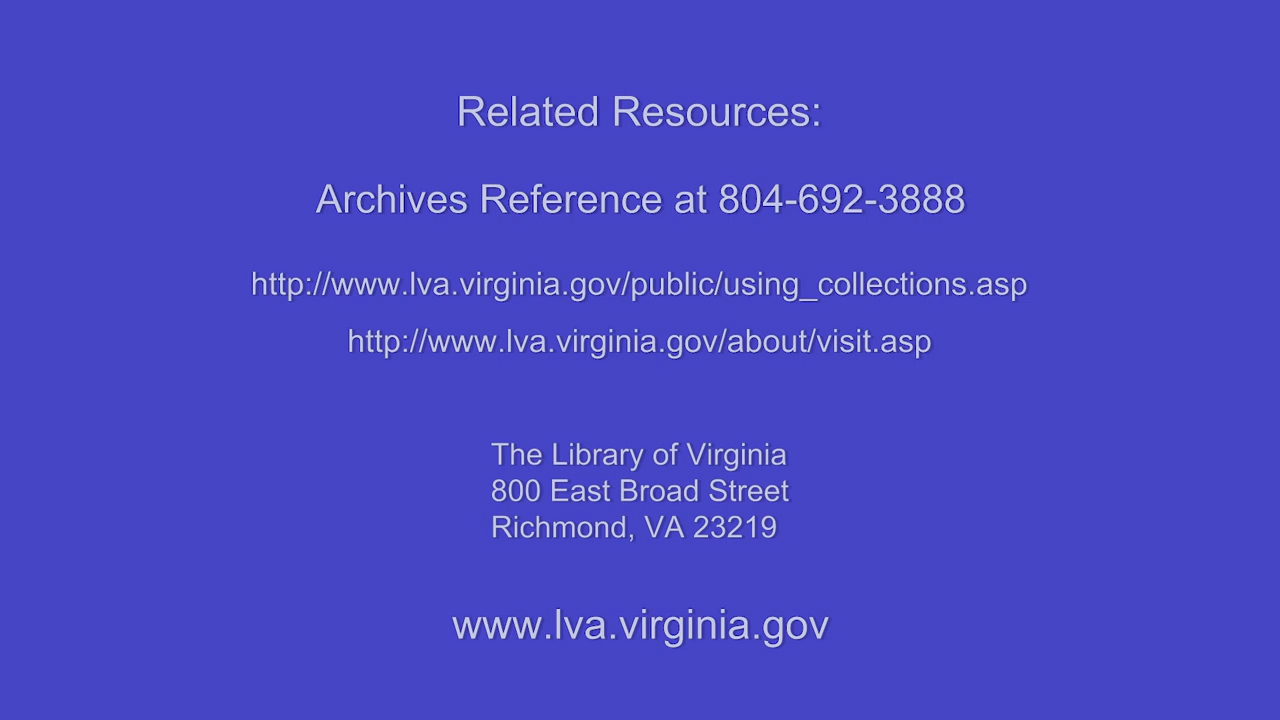 Related Resources:
Archives Reference at 804-692-3888
http://www.lva.virginia.gov/public/using_collections.asp
http://www.lva.virginia.gov/about/visit.asp
The Library of Virginia
800 East Broad Street
Richmond, VA 23219
www.lva.virginia.gov